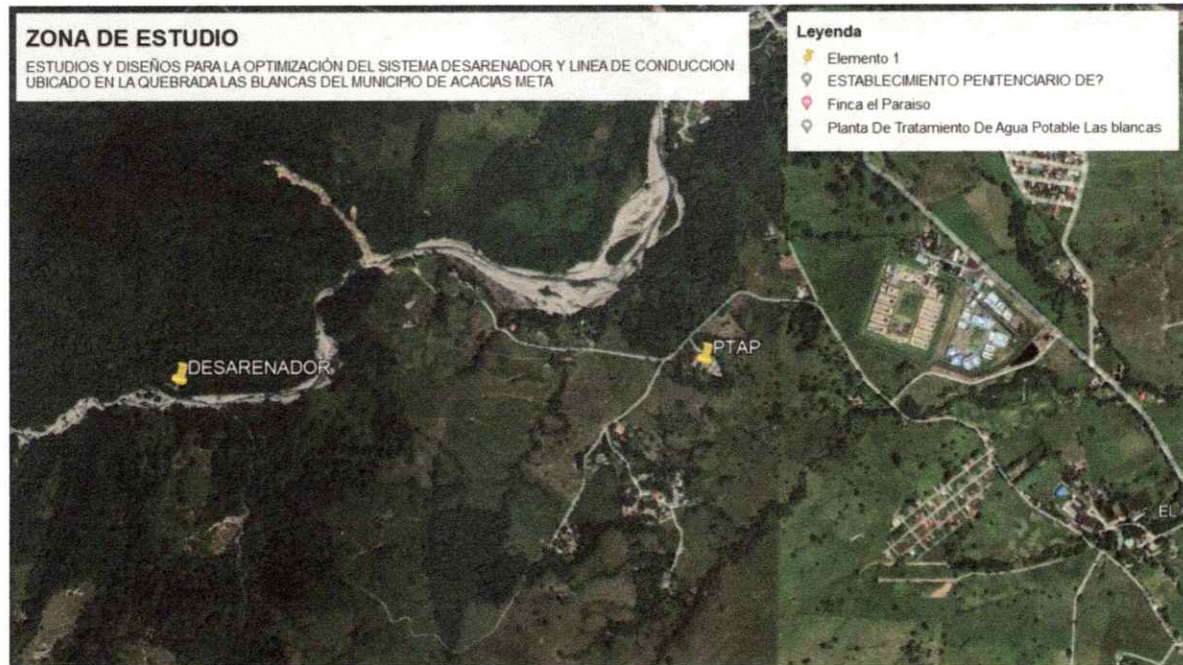 ZONA DE ESTUDIO
ESTUDIOS Y DISEÑOS PARA LA OPTIMIZACIÓN DEL SISTEMA DESARENADOR Y LINEA DE CONDUCCION
UBICADO EN LA QUEBRADA LAS BLANCAS DEL MUNICIPIO DE ACACIAS META
Leyenda
Elemento 1
ESTABLECIMIENTO PENITENCIARIO DE?
Finca el Paraiso
Planta De Tratamiento De Agua Potable Las blancas
PTAP
DESARENADOR
EL